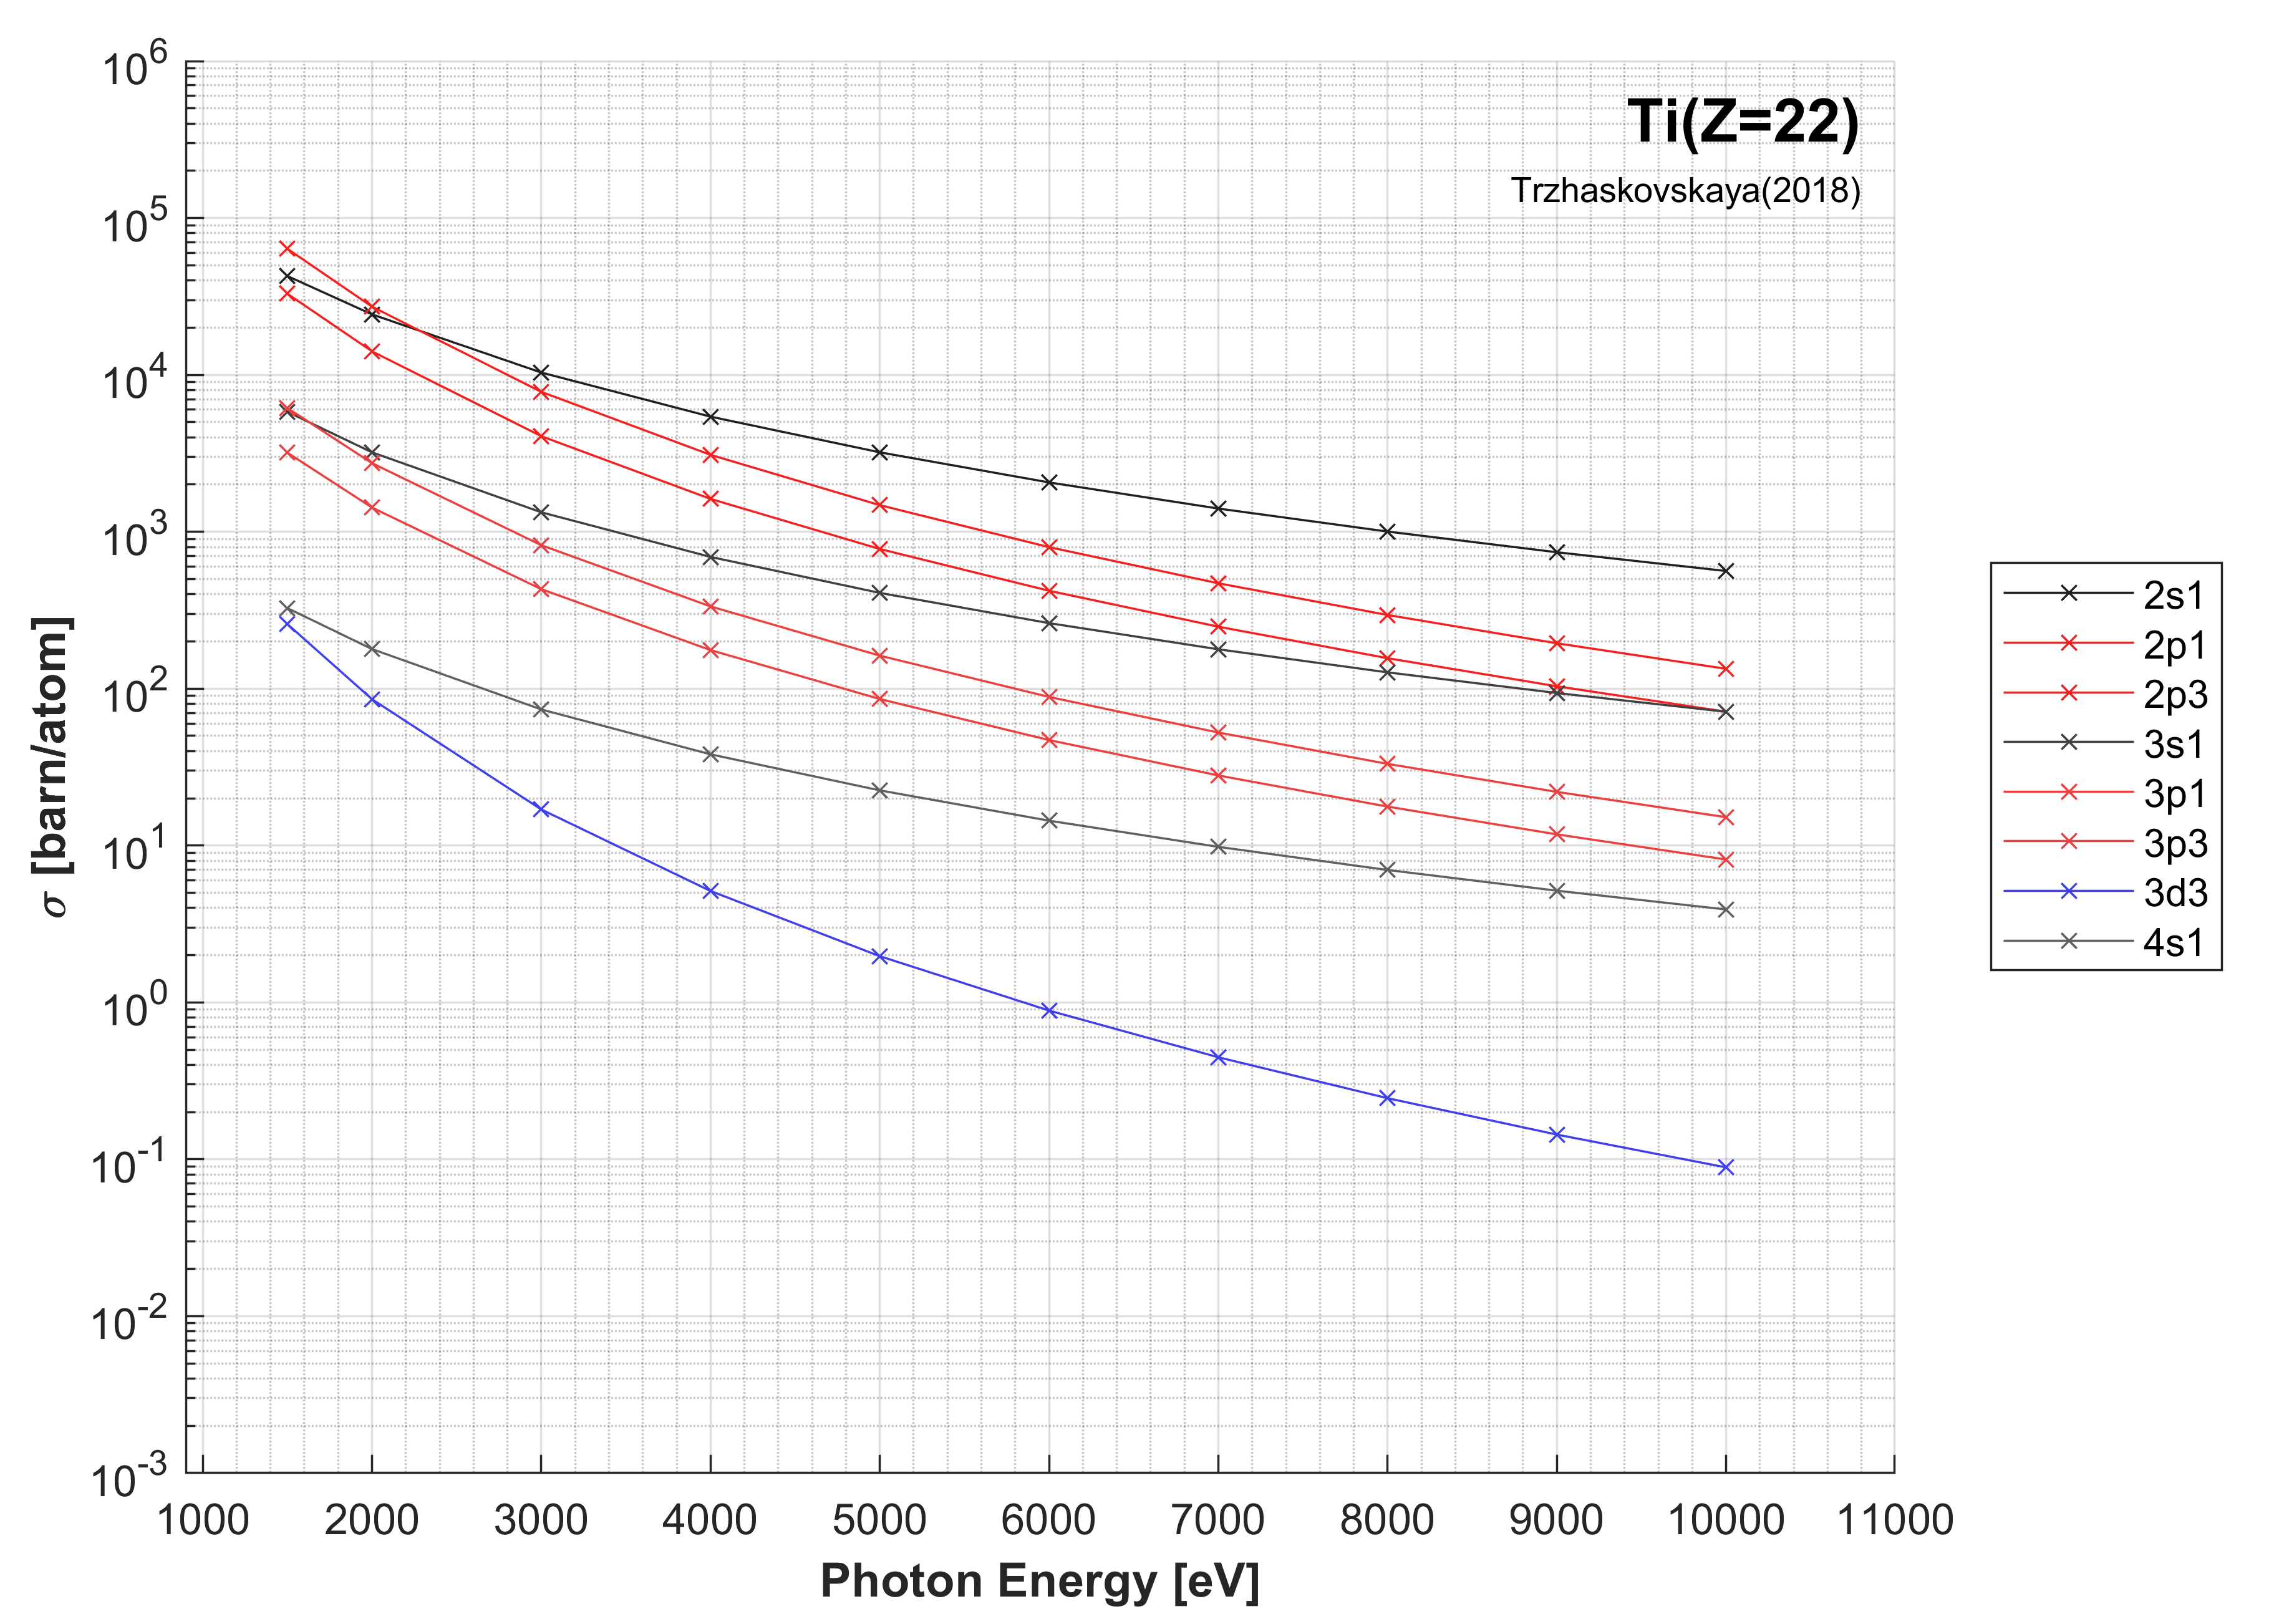 Ti(Z=22)
Trzhaskovskaya(2018)
σ [barn/atom]
10^6
10^5
10^4
10^3
10^2
10^1
10^0
10^-1
10^-2
10^-3
1000 2000 3000 4000 5000 6000 7000 8000 9000 10000 11000
Photon Energy [eV]
2s1
2p1
2p3
3s1
3p1
3p3
3d3
4s1